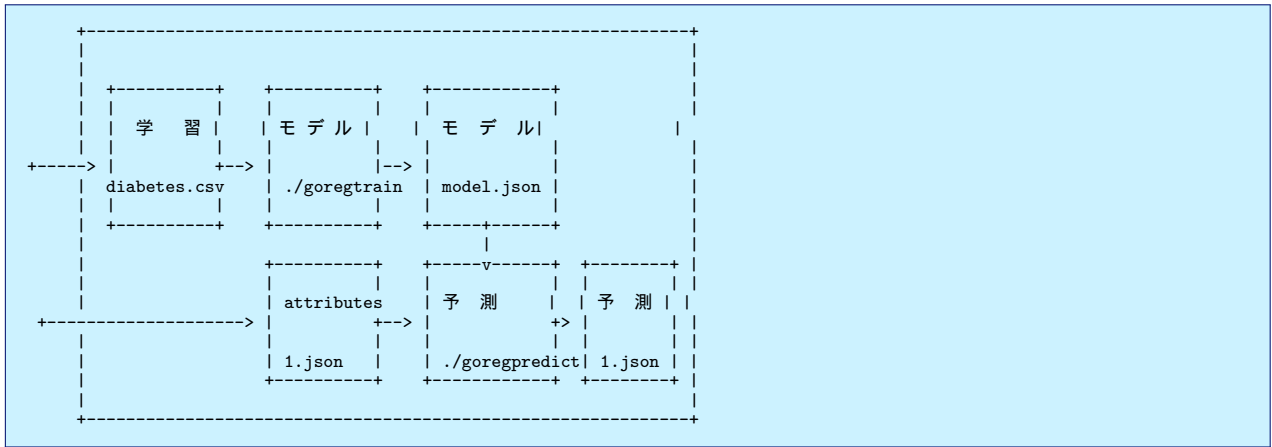 学 習 モ デ ル モ デ ル
diabetes.csv ./goregtrain model.json
attributes 予 測 予 測
1.json ./goregpredict 1.json